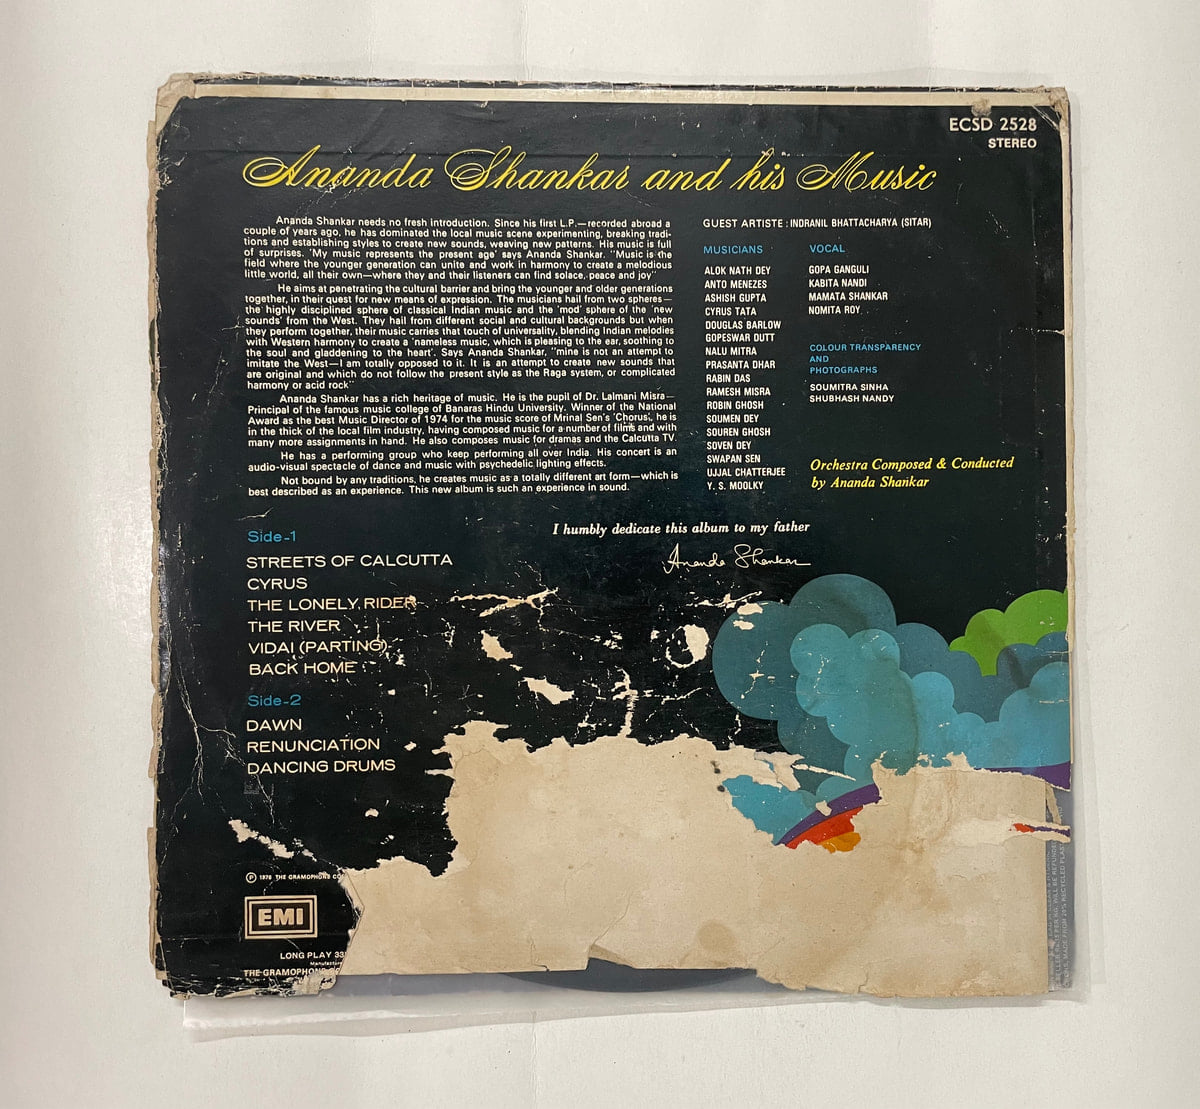 ECSD 2528
STEREO
Ananda Shankar and his Music
Ananda Shankar needs no fresh introduction. Since his first L.P.—recorded abroad a
couple of years ago, he has dominated the local music scene experimenting, breaking tradi-
tions and establishing styles to create new sounds, weaving new patterns. His music is full
of surprises. 'My music represents the present age' says Ananda Shankar. "Music is the
field where the younger generation can unite and work in harmony to create a melodious
little world, all their own—where they and their listeners can find solace, peace and joy"
He aims at penetrating the cultural barrier and bring the younger and older generations
together, in their quest for new means of expression. The musicians hail from two spheres—
the highly disciplined sphere of classical Indian music and the 'mod' sphere of the 'new
sounds' from the West. They hail from different social and cultural backgrounds but when
they perform together, their music carries that touch of universality, blending Indian melodies
with Western harmony to create a 'nameless music, which is pleasing to the ear, soothing to
the soul and gladdening to the heart'. Says Ananda Shankar, "mine is not an attempt to
imitate the West—I am totally opposed to it. It is an attempt to create new sounds that
are original and which do not follow the present style as the Raga system, or complicated
harmony or acid rock"
Ananda Shankar has a rich heritage of music. He is the pupil of Dr. Lalmani Misra—
Principal of the famous music college of Banaras Hindu University. Winner of the National
Award as the best Music Director of 1974 for the music score of Mrinal Sen's 'Chorus', he is
in the thick of the local film industry, having composed music for a number of films and with
many more assignments in hand. He also composes music for dramas and the Calcutta TV.
He has a performing group who keep performing all over India. His concert is an
audio-visual spectacle of dance and music with psychedelic lighting effects.
Not bound by any traditions, he creates music as a totally different art form—which is
best described as an experience. This new album is such an experience in sound.
GUEST ARTISTE : INDRANIL BHATTACHARYA (SITAR)
MUSICIANS
ALOK NATH DEY
ANTO MENEZES
ASHISH GUPTA
CYRUS TATA
DOUGLAS BARLOW
GOPESWAR DUTT
NALU MITRA
PRASANTA DHAR
RABIN DAS
RAMESH MISRA
ROBIN GHOSH
SOUMEN DEY
SOUREN GHOSH
SOVEN DEY
SWAPAN SEN
UJJAL CHATTERJEE
Y. S. MOOLKY
VOCAL
GOPA GANGULI
KABITA NANDI
MAMATA SHANKAR
NOMITA ROY
COLOUR TRANSPARENCY
AND
PHOTOGRAPHS
SOUMITRA SINHA
SHUBHASH NANDY
Orchestra Composed & Conducted
by Ananda Shankar
I humbly dedicate this album to my father
Ananda Shankar
Side-1
STREETS OF CALCUTTA
CYRUS
THE LONELY RIDER
THE RIVER
VIDAI (PARTING)
BACK HOME
Side-2
DAWN
RENUNCIATION
DANCING DRUMS
THE GRAMOPHONE
EMI
LONG PLAY
THE GRAMOPHONE